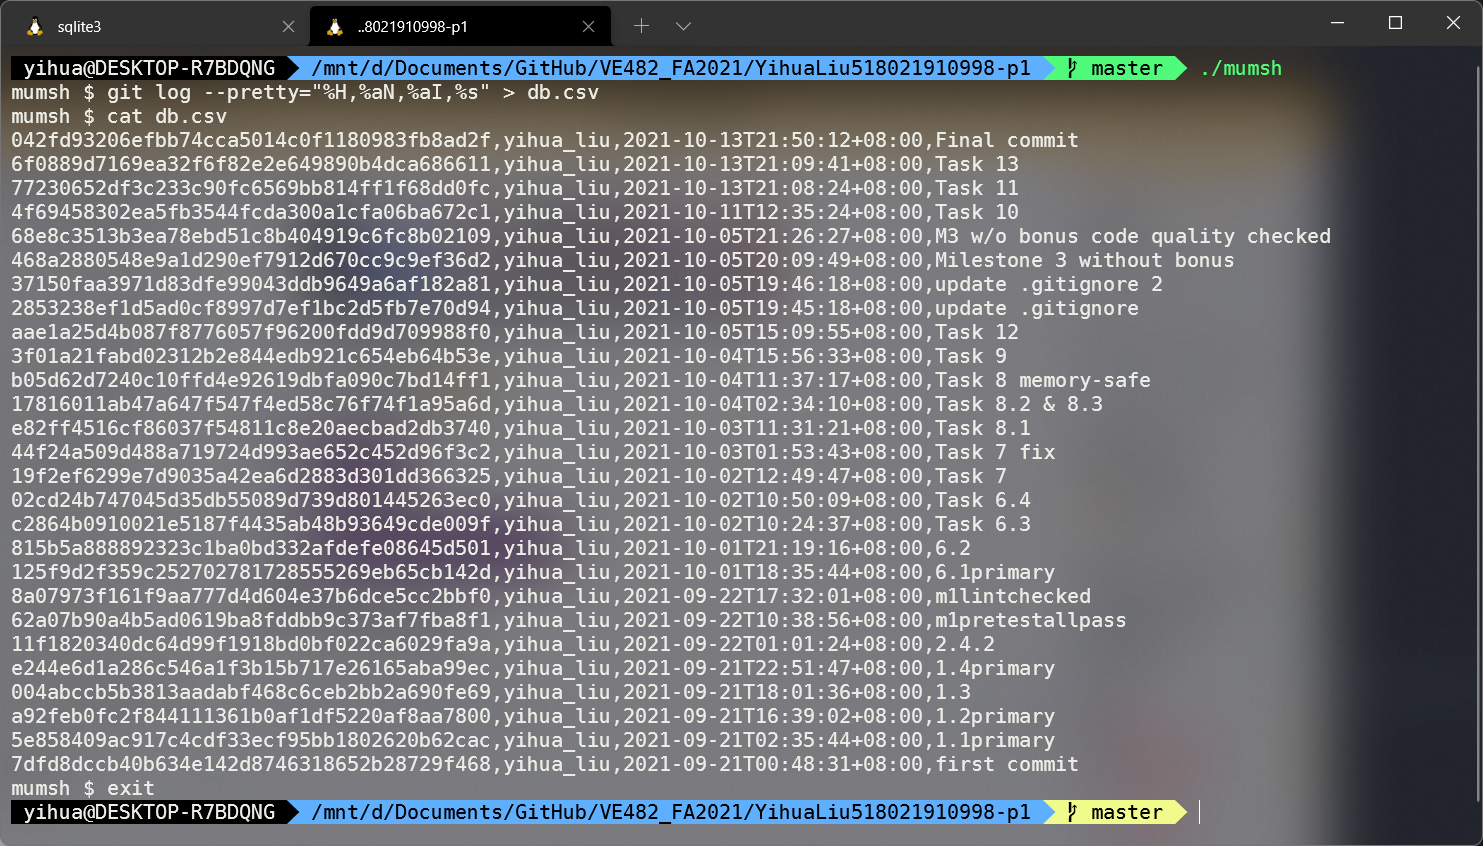 sqlite3
..8021910998-p1
yihua@DESKTOP-R7BDQNG /mnt/d/Documents/GitHub/VE482_FA2021/YihuaLiu518021910998-p1 master ./mumsh
mumsh $ git log --pretty="%H,%aN,%aI,%s" > db.csv
mumsh $ cat db.csv
042fd93206efbb74cca5014c0f1180983fb8ad2f,yihua_liu,2021-10-13T21:50:12+08:00,Final commit
6f0889d7169ea32f6f82e2e649890b4dca686611,yihua_liu,2021-10-13T21:09:41+08:00,Task 13
77230652df3c233c90fc6569bb814ff1f68dd0fc,yihua_liu,2021-10-13T21:08:24+08:00,Task 11
4f69458302ea5fb3544fcda300a1cfa06ba672c1,yihua_liu,2021-10-11T12:35:24+08:00,Task 10
68e8c3513b3ea78ebd51c8b404919c6fc8b02109,yihua_liu,2021-10-05T21:26:27+08:00,M3 w/o bonus code quality checked
468a2880548e9a1d290ef7912d670cc9c9ef36d2,yihua_liu,2021-10-05T20:09:49+08:00,Milestone 3 without bonus
37150faa3971d83dfe99043ddb9649a6af182a81,yihua_liu,2021-10-05T19:46:18+08:00,update .gitignore 2
2853238ef1d5ad0cf8997d7ef1bc2d5fb7e70d94,yihua_liu,2021-10-05T19:45:18+08:00,update .gitignore
aae1a25d4b087f8776057f96200fdd9d709988f0,yihua_liu,2021-10-05T15:09:55+08:00,Task 12
3f01a21fabd02312b2e844edb921c654eb64b53e,yihua_liu,2021-10-04T15:56:33+08:00,Task 9
b05d62d7240c10ffd4e92619dbfa090c7bd14ff1,yihua_liu,2021-10-04T11:37:17+08:00,Task 8 memory-safe
17816011ab47a647f547f4ed58c76f74f1a95a6d,yihua_liu,2021-10-04T02:34:10+08:00,Task 8.2 & 8.3
e82ff4516cf86037f54811c8e20aecbad2db3740,yihua_liu,2021-10-03T11:31:21+08:00,Task 8.1
44f24a509d488a719724d993ae652c452d96f3c2,yihua_liu,2021-10-03T01:53:43+08:00,Task 7 fix
19f2ef6299e7d9035a42ea6d2883d301dd366325,yihua_liu,2021-10-02T12:49:47+08:00,Task 7
02cd24b747045d35db55089d739d801445263ec0,yihua_liu,2021-10-02T10:50:09+08:00,Task 6.4
c2864b0910021e5187f4435ab48b93649cde009f,yihua_liu,2021-10-02T10:24:37+08:00,Task 6.3
815b5a888892323c1ba0bd332afdefe08645d501,yihua_liu,2021-10-01T21:19:16+08:00,6.2
125f9d2f359c252702781728555269eb65cb142d,yihua_liu,2021-10-01T18:35:44+08:00,6.1primary
8a07973f161f9aa777d4d604e37b6dce5cc2bbf0,yihua_liu,2021-09-22T17:32:01+08:00,m1lintchecked
62a07b90a4b5ad0619ba8fddbb9c373af7fba8f1,yihua_liu,2021-09-22T10:38:56+08:00,m1pretestallpass
11f1820340dc64d99f1918bd0bf022ca6029fa9a,yihua_liu,2021-09-22T01:01:24+08:00,2.4.2
e244e6d1a286c546a1f3b15b717e26165aba99ec,yihua_liu,2021-09-21T22:51:47+08:00,1.4primary
004abccb5b3813aadabf468c6ceb2bb2a690fe69,yihua_liu,2021-09-21T18:01:36+08:00,1.3
a92feb0fc2f844111361b0af1df5220af8aa7800,yihua_liu,2021-09-21T16:39:02+08:00,1.2primary
5e858409ac917c4cdf33ecf95bb1802620b62cac,yihua_liu,2021-09-21T02:35:44+08:00,1.1primary
7dfd8dccb40b634e142d8746318652b28729f468,yihua_liu,2021-09-21T00:48:31+08:00,first commit
mumsh $ exit
yihua@DESKTOP-R7BDQNG /mnt/d/Documents/GitHub/VE482_FA2021/YihuaLiu518021910998-p1 master